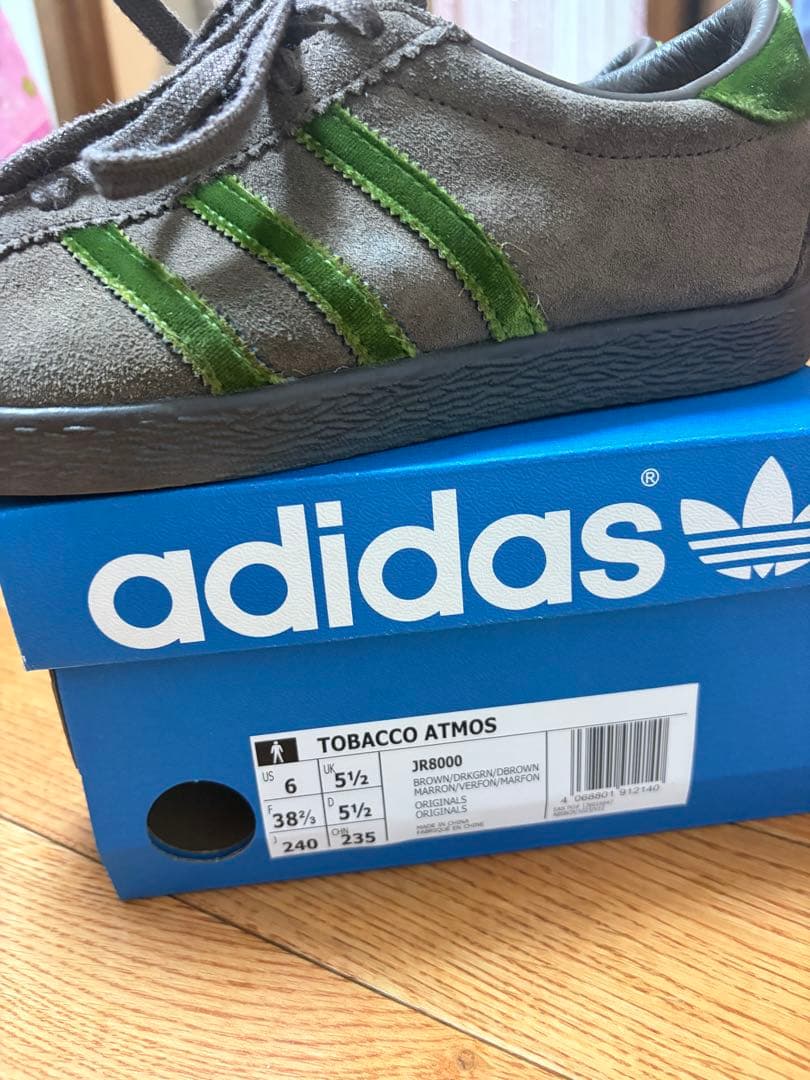 adidas®
TOBACCO ATMOS
US 6
UK 5½
F 38⅔
D 5½
J 240
CHN 235
JR8000
BROWN/DRKGRN/DBROWN
MARRON/VERFON/MARFON
ORIGINALS
ORIGINALS
MADE IN CHINA
FABRIQUÉ EN CHINE
4 068801 912140